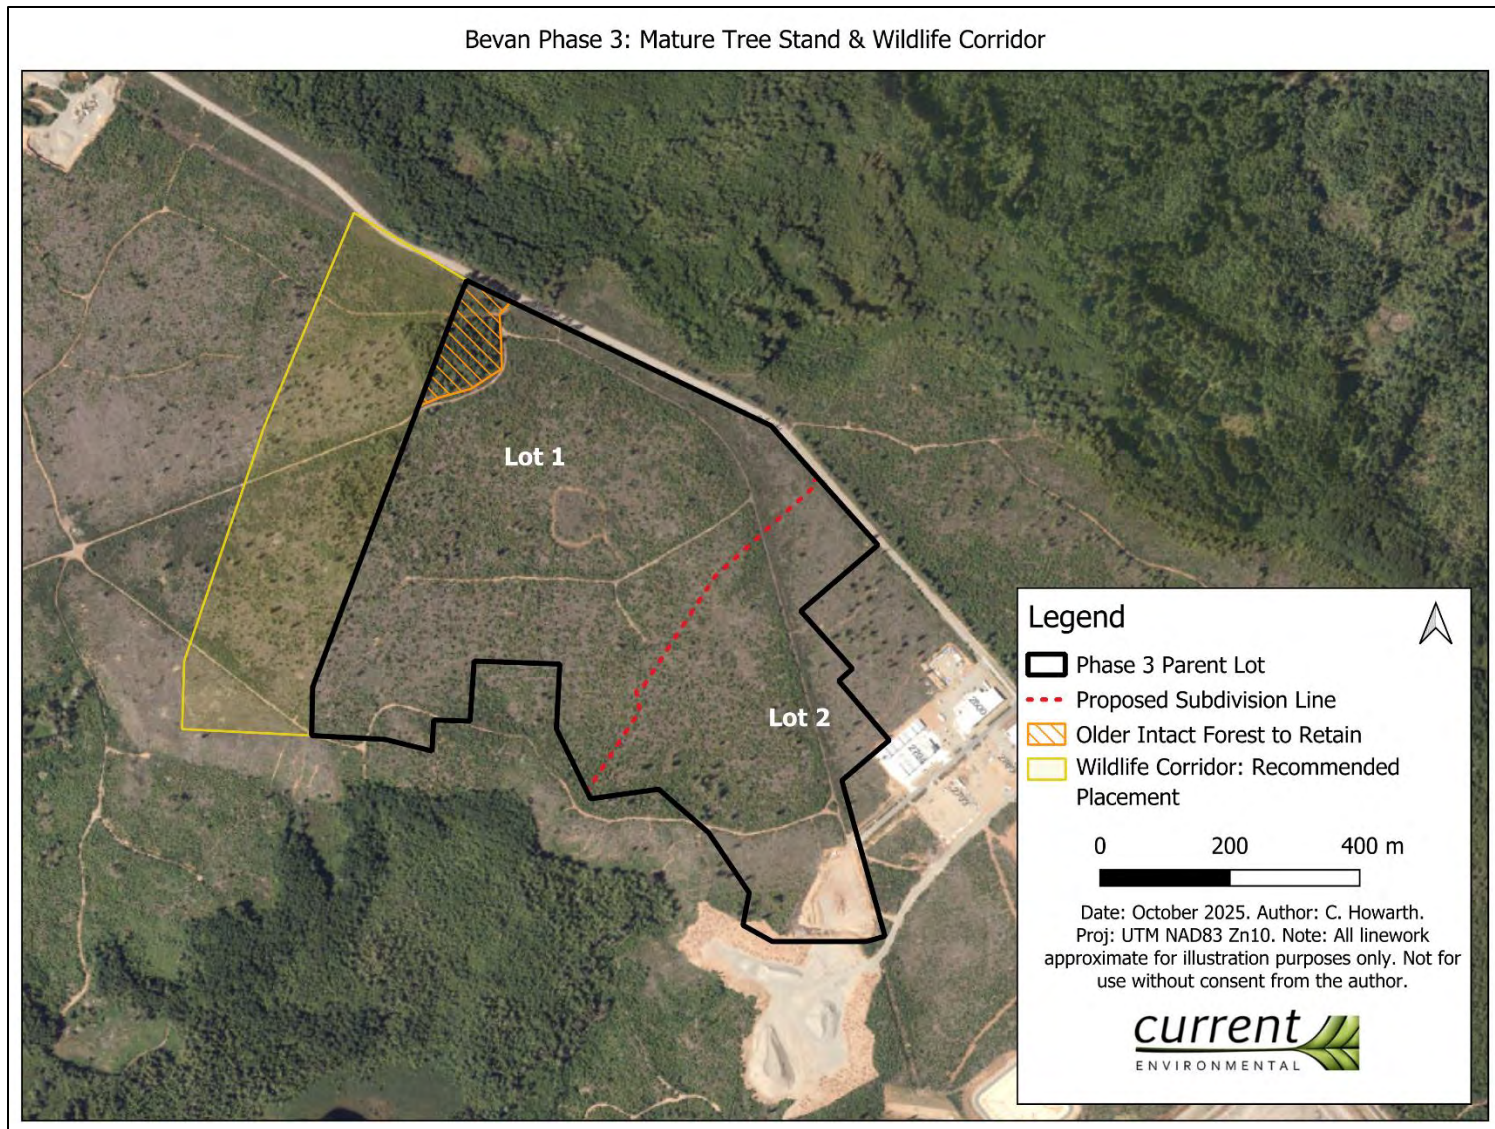 Bevan Phase 3: Mature Tree Stand & Wildlife Corridor
Lot 1
Lot 2
Legend
Phase 3 Parent Lot
Proposed Subdivision Line
Older Intact Forest to Retain
Wildlife Corridor: Recommended
Placement
0 200 400 m
Date: October 2025. Author: C. Howarth.
Proj: UTM NAD83 Zn10. Note: All linework
approximate for illustration purposes only. Not for
use without consent from the author.
current
ENVIRONMENTAL